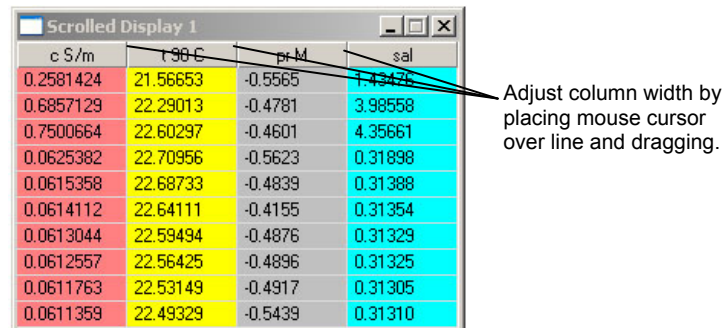 Scrolled Display 1
c S/m t 90 C pr M sal
0.2581424 21.56653 -0.5565 1.43476
0.6857129 22.29013 -0.4781 3.98558
0.7500664 22.60297 -0.4601 4.35661
0.0625382 22.70956 -0.5623 0.31898
0.0615358 22.68733 -0.4839 0.31388
0.0614112 22.64111 -0.4155 0.31354
0.0613044 22.59494 -0.4876 0.31329
0.0612557 22.56425 -0.4896 0.31325
0.0611763 22.53149 -0.4917 0.31305
0.0611359 22.49329 -0.5439 0.31310
Adjust column width by
placing mouse cursor
over line and dragging.